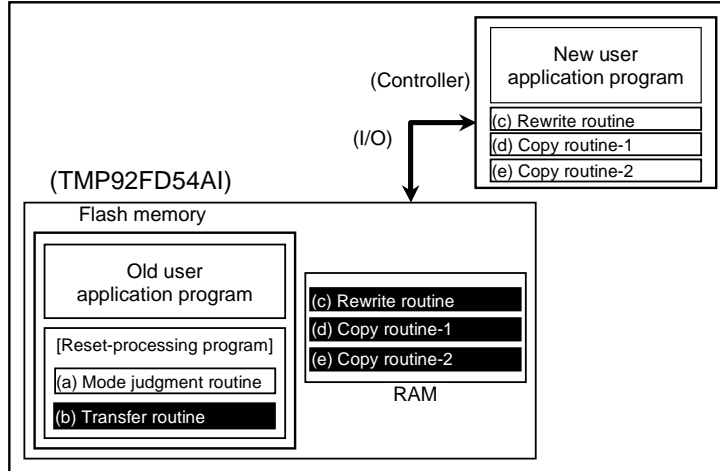 New user
application program
(Controller)
(c) Rewrite routine
(d) Copy routine-1
(e) Copy routine-2
(I/O)
(TMP92FD54AI)
Flash memory
Old user
application program
[Reset-processing program]
(a) Mode judgment routine
(b) Transfer routine
(c) Rewrite routine
(d) Copy routine-1
(e) Copy routine-2
RAM